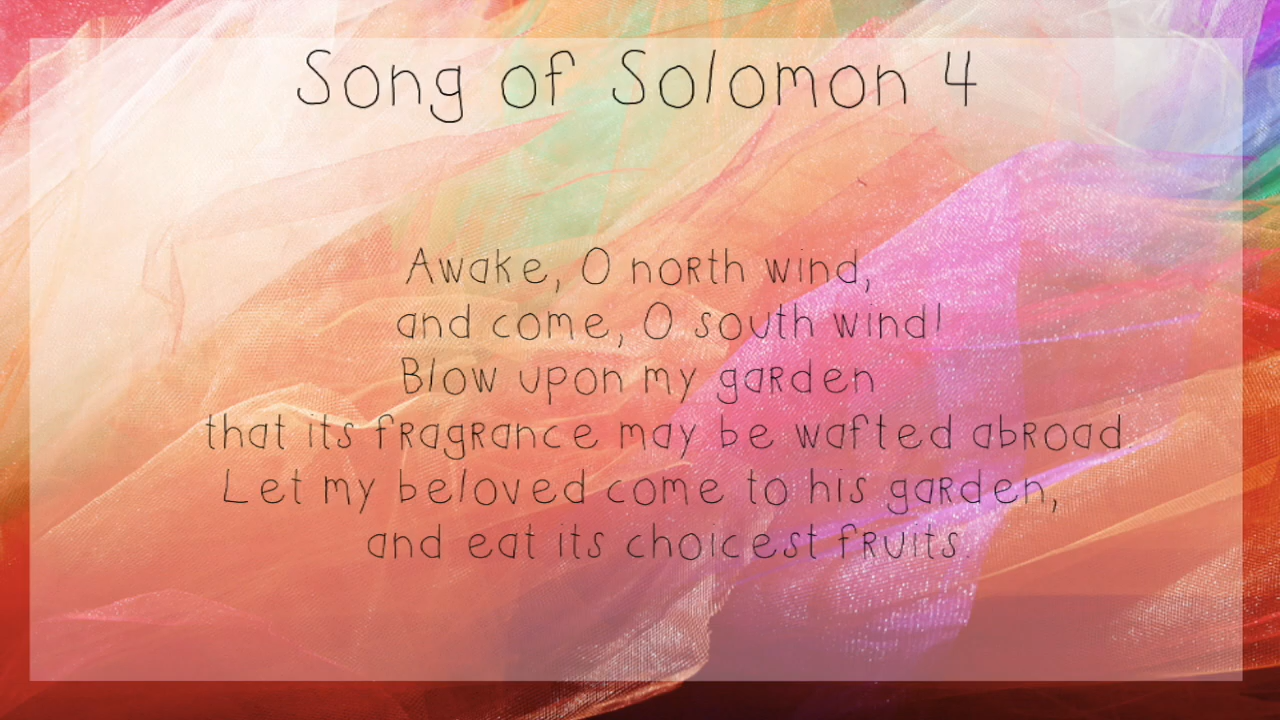 Song of Solomon 4
Awake, O north wind,
and come, O south wind!
Blow upon my garden
that its fragrance may be wafted abroad
Let my beloved come to his garden,
and eat its choicest fruits.